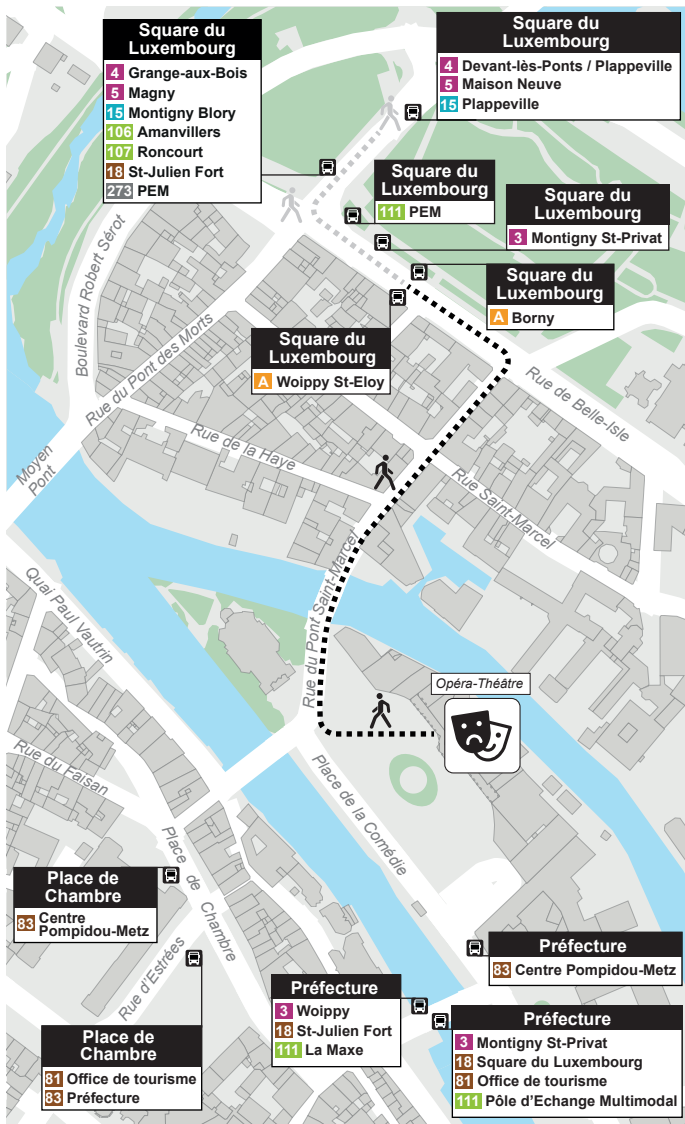 Square du
Luxembourg
4 Grange-aux-Bois
5 Magny
15 Montigny Blory
106 Amanvillers
107 Roncourt
18 St-Julien Fort
273 PEM
Square du
Luxembourg
4 Devant-lès-Ponts / Plappeville
5 Maison Neuve
15 Plappeville
Square du
Luxembourg
111 PEM
Square du
Luxembourg
3 Montigny St-Privat
Square du
Luxembourg
A Borny
Square du
Luxembourg
A Woippy St-Eloy
Boulevard Robert Sérot
Rue du Pont des Morts
Rue de la Haye
Moyen
Pont
Rue de Belle-Isle
Rue Saint-Marcel
Rue du Pont Saint-Marcel
Quai Paul Vautrin
Opéra-Théâtre
Rue du Faisan
Place de la Comédie
Place de Chambre
Rue d'Estrées
Place de
Chambre
83 Centre
Pompidou-Metz
Place de
Chambre
81 Office de tourisme
83 Préfecture
Préfecture
3 Woippy
18 St-Julien Fort
111 La Maxe
Préfecture
83 Centre Pompidou-Metz
Préfecture
3 Montigny St-Privat
18 Square du Luxembourg
81 Office de tourisme
111 Pôle d'Echange Multimodal